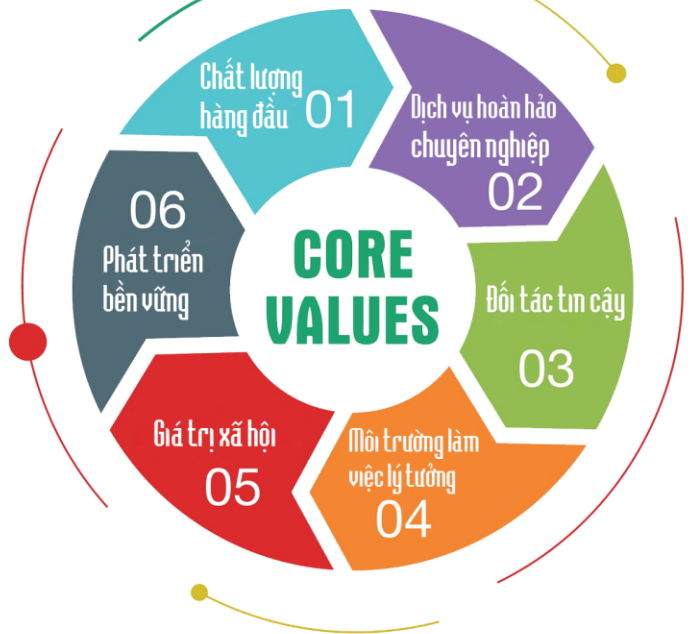 Chất lượng
hàng đầu 01
Dịch vụ hoàn hảo
chuyên nghiệp
02
Đối tác tin cậy
03
Môi trường làm
việc lý tưởng
04
Giá trị xã hội
05
06
Phát triển
bền vững
CORE
VALUES